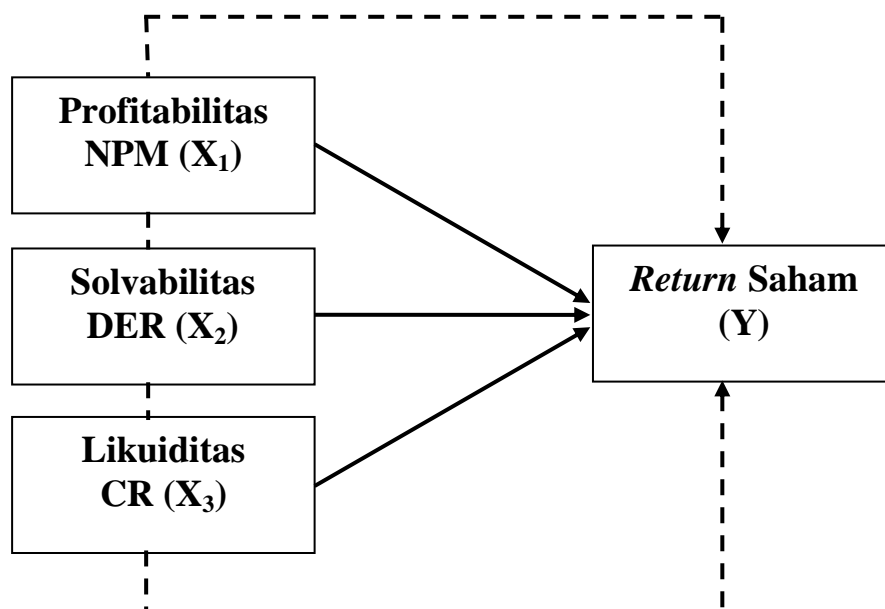 Profitabilitas
NPM (X₁)
Solvabilitas
DER (X₂)
Return Saham
(Y)
Likuiditas
CR (X₃)